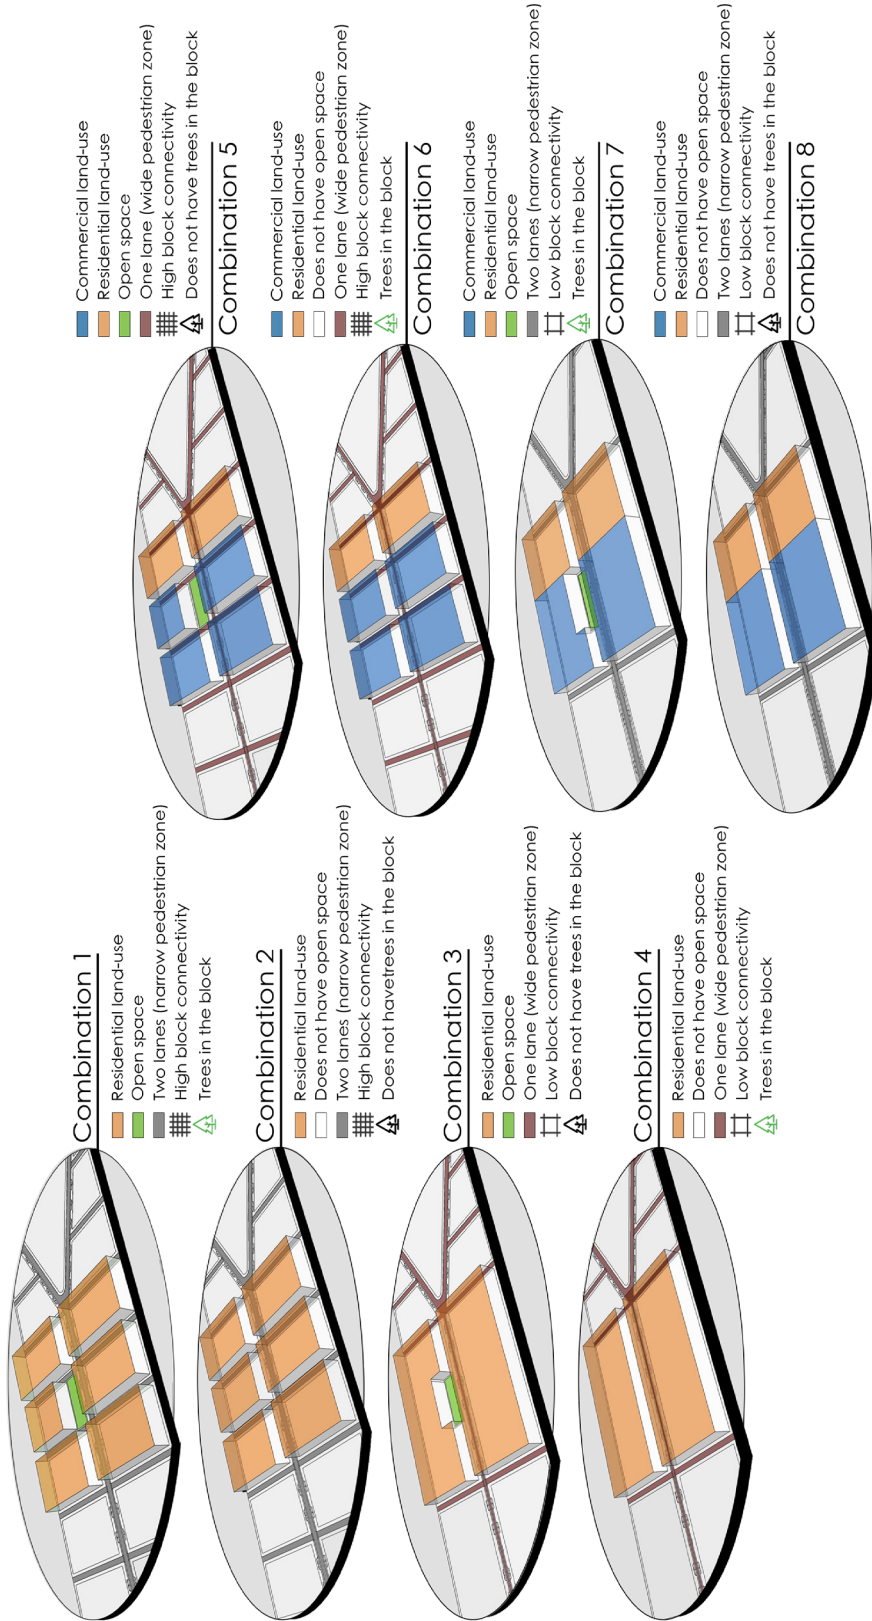 Combination 1
Residential land-use
Open space
Two lanes (narrow pedestrian zone)
High block connectivity
Trees in the block
Combination 2
Residential land-use
Does not have open space
Two lanes (narrow pedestrian zone)
High block connectivity
Does not havetrees in the block
Combination 3
Residential land-use
Open space
One lane (wide pedestrian zone)
Low block connectivity
Does not have trees in the block
Combination 4
Residential land-use
Does not have open space
One lane (wide pedestrian zone)
Low block connectivity
Trees in the block
Commercial land-use
Residential land-use
Open space
One lane (wide pedestrian zone)
High block connectivity
Does not have trees in the block
Combination 5
Commercial land-use
Residential land-use
Does not have open space
One lane (wide pedestrian zone)
High block connectivity
Trees in the block
Combination 6
Commercial land-use
Residential land-use
Open space
Two lanes (narrow pedestrian zone)
Low block connectivity
Trees in the block
Combination 7
Commercial land-use
Residential land-use
Does not have open space
Two lanes (narrow pedestrian zone)
Low block connectivity
Does not have trees in the block
Combination 8